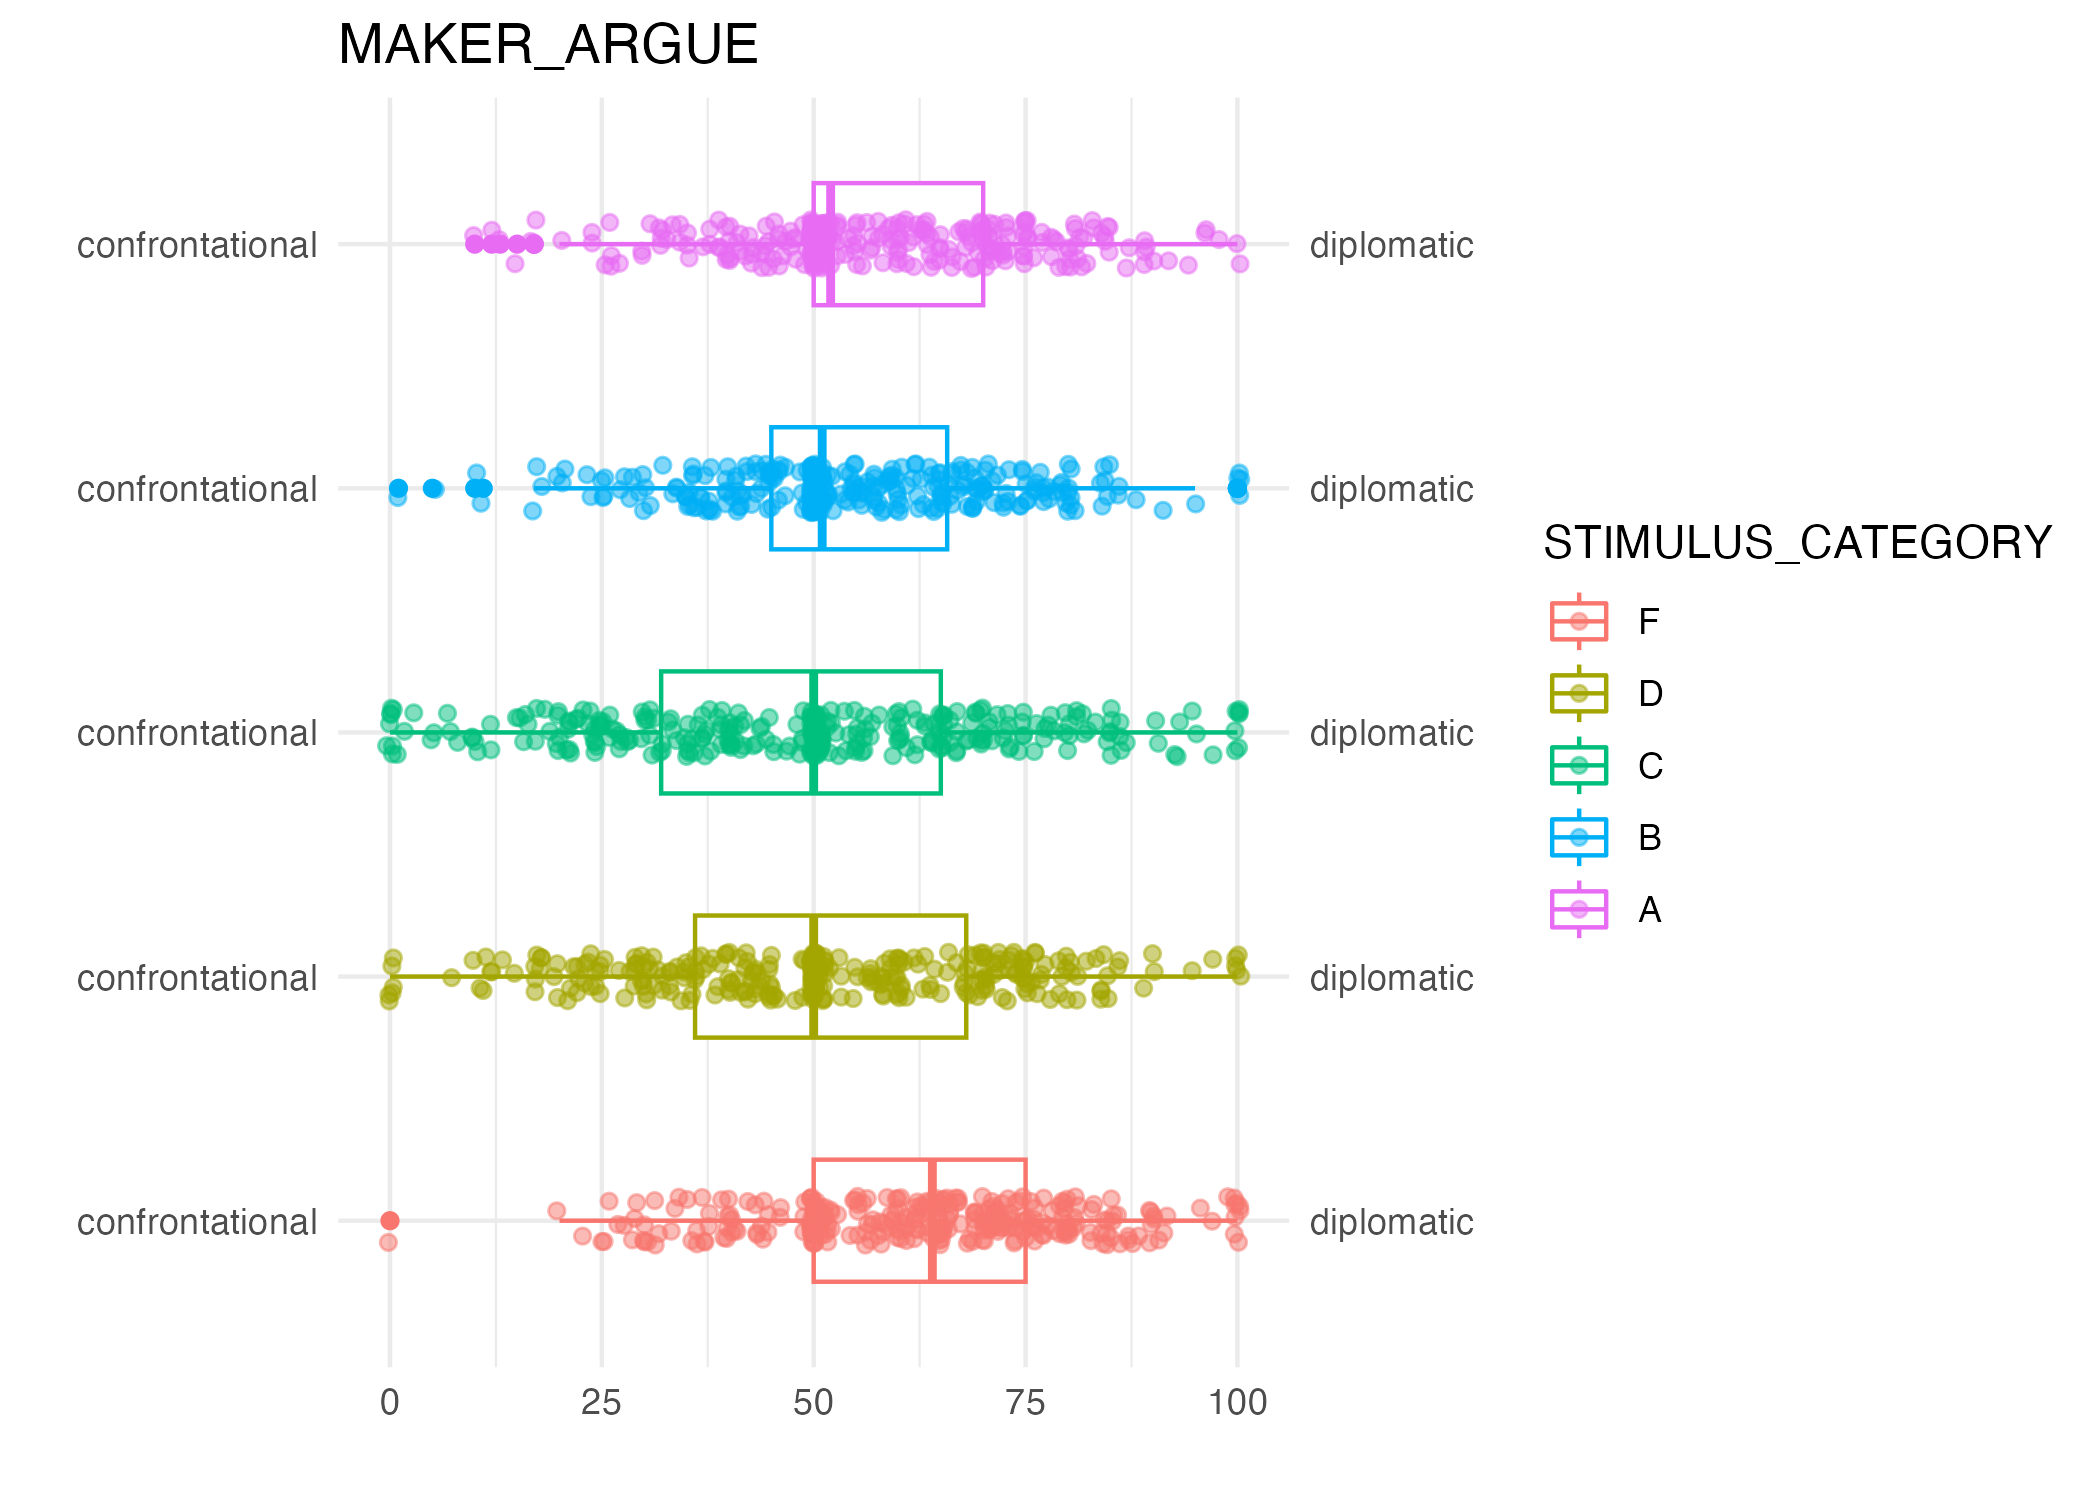 MAKER_ARGUE
confrontational
diplomatic
confrontational
diplomatic
confrontational
diplomatic
confrontational
diplomatic
confrontational
diplomatic
0 25 50 75 100
STIMULUS_CATEGORY
F
D
C
B
A